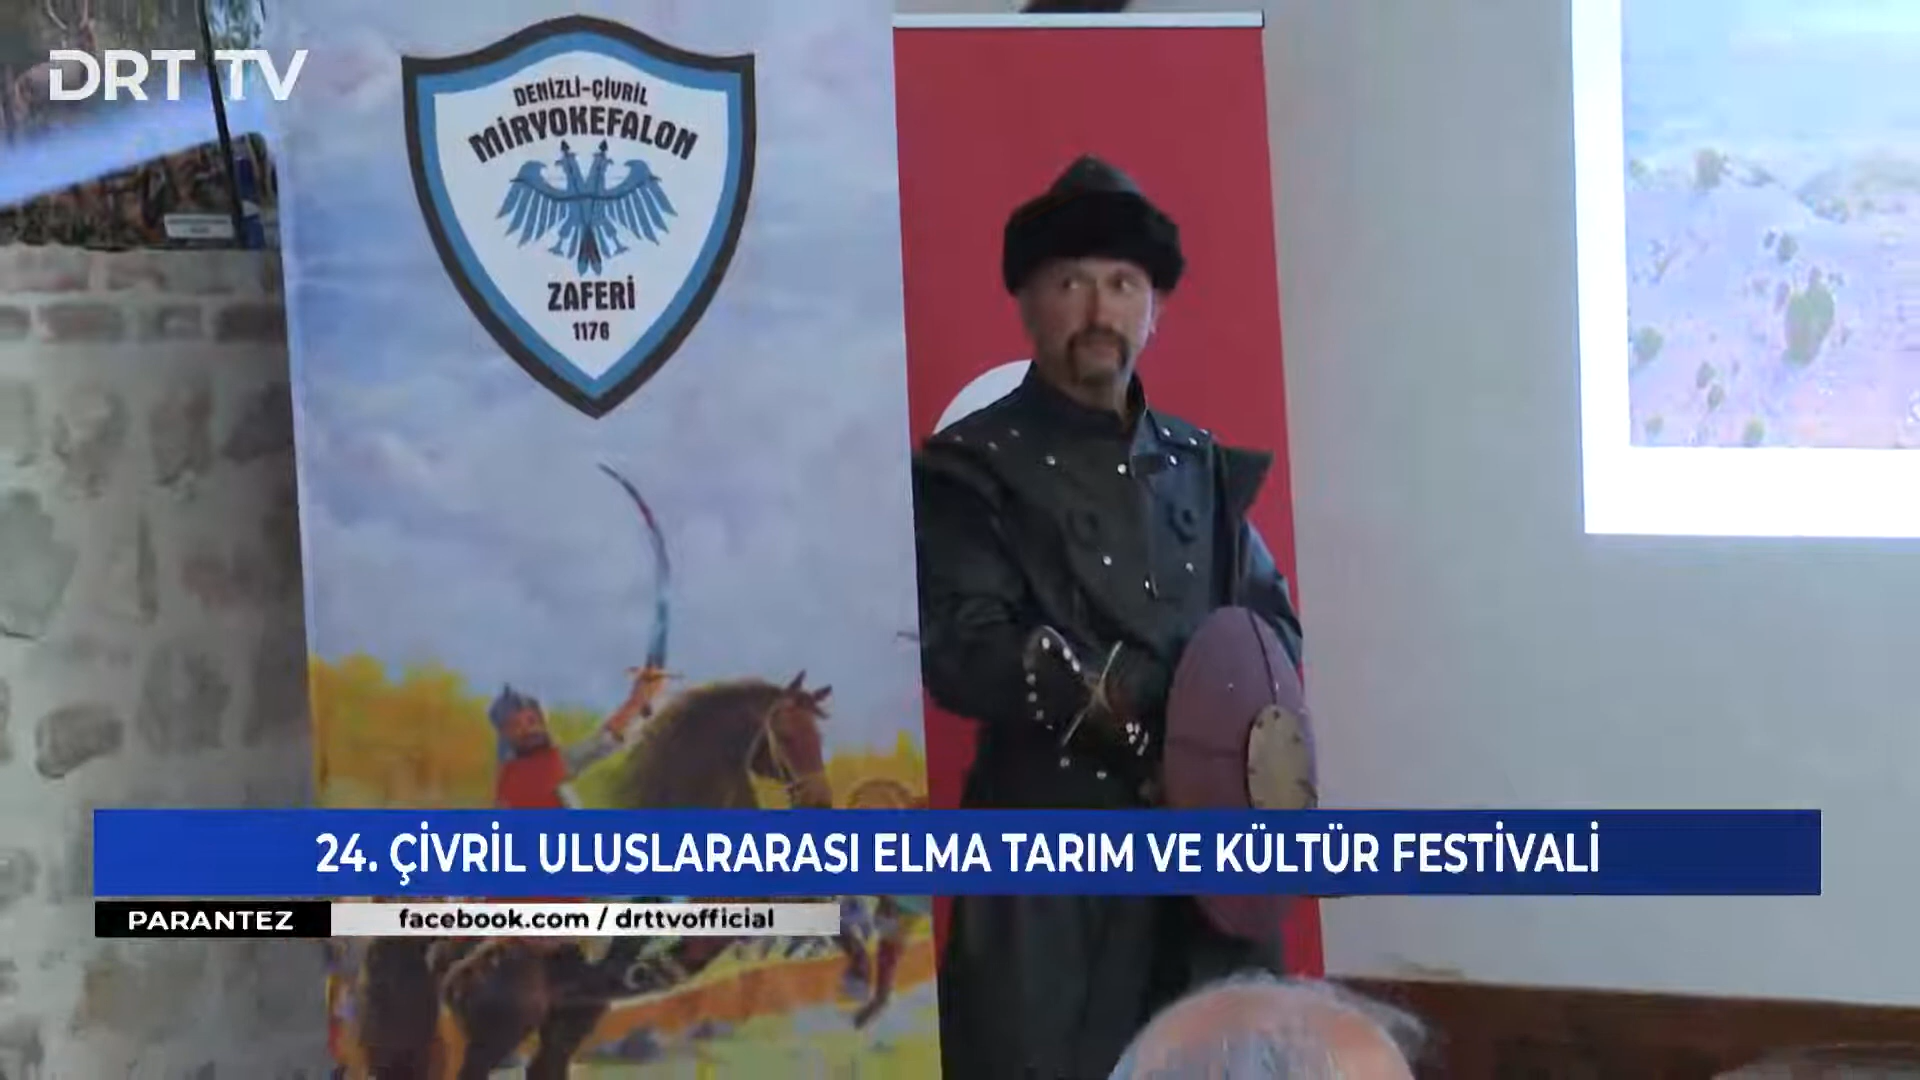 DRT TV
DENİZLİ-ÇİVRİL
MİRYOKEFALON
ZAFERİ
1176
24. ÇİVRİL ULUSLARARASI ELMA TARIM VE KÜLTÜR FESTİVALİ
PARANTEZ
facebook.com / drttvofficial